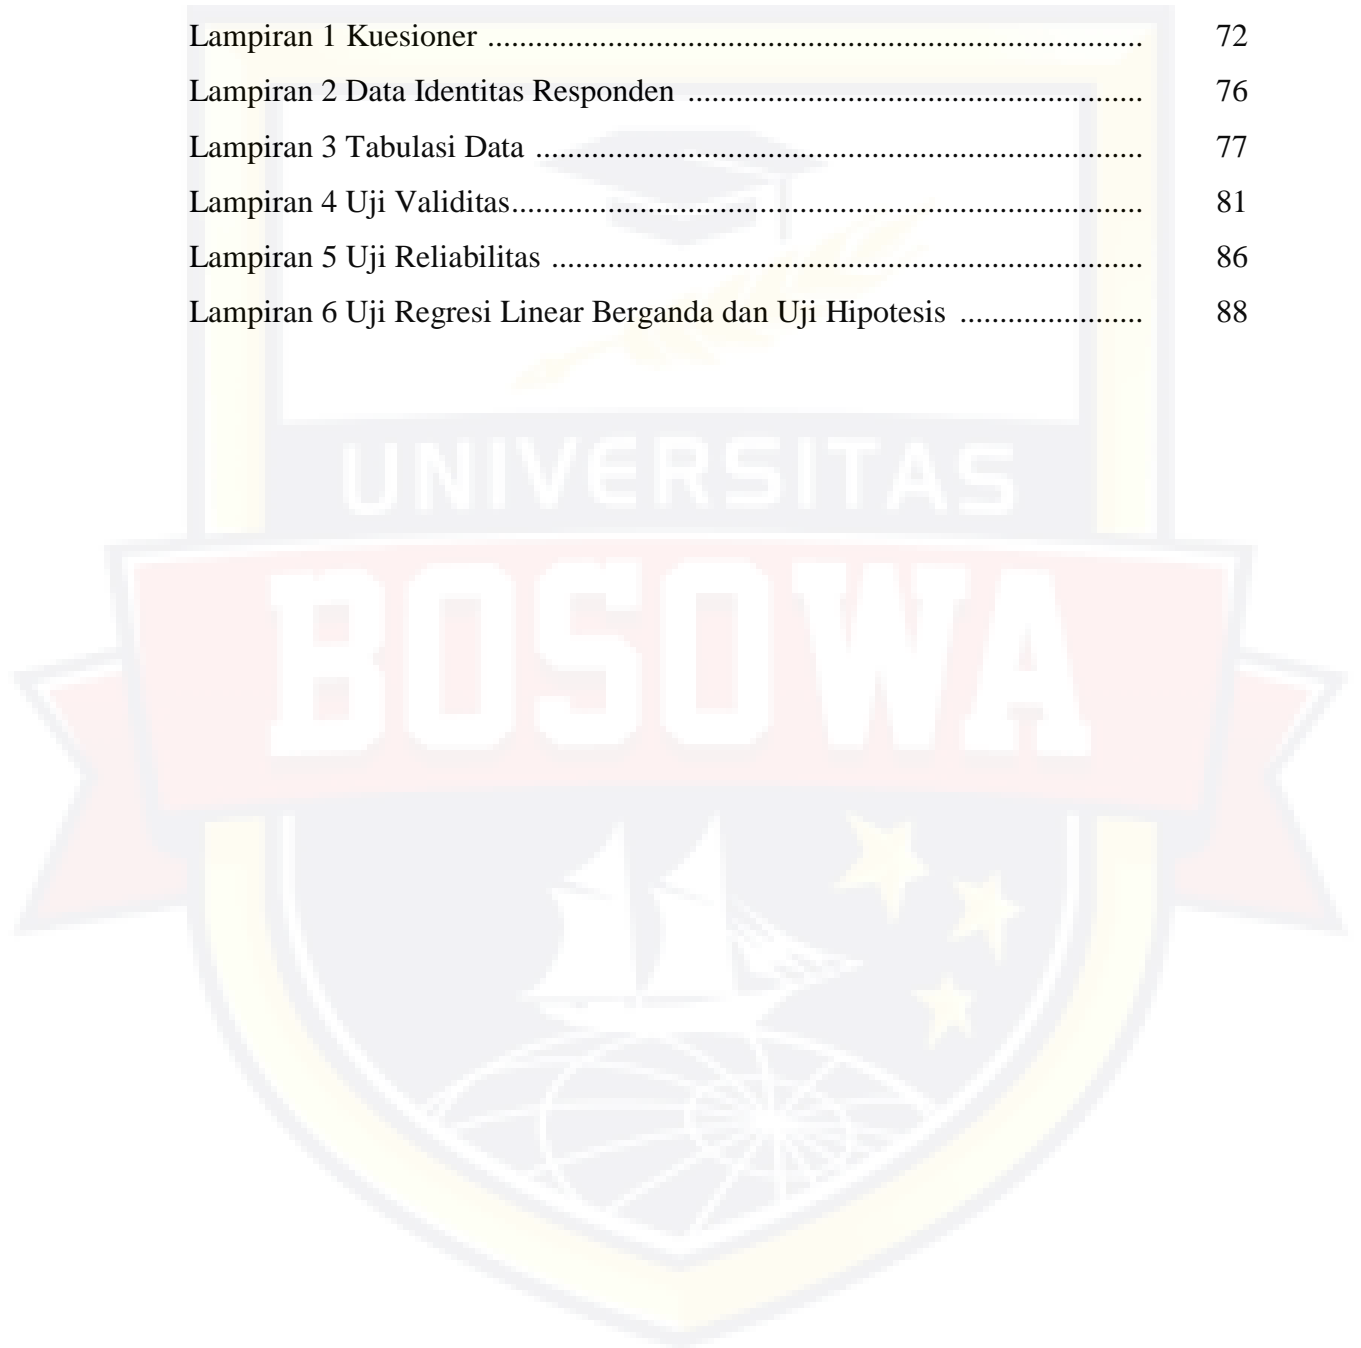 Lampiran 1 Kuesioner ................................................................................. 72
Lampiran 2 Data Identitas Responden ........................................................ 76
Lampiran 3 Tabulasi Data ........................................................................... 77
Lampiran 4 Uji Validitas.............................................................................. 81
Lampiran 5 Uji Reliabilitas ......................................................................... 86
Lampiran 6 Uji Regresi Linear Berganda dan Uji Hipotesis ....................... 88
UNIVERSITAS
BOSOWA